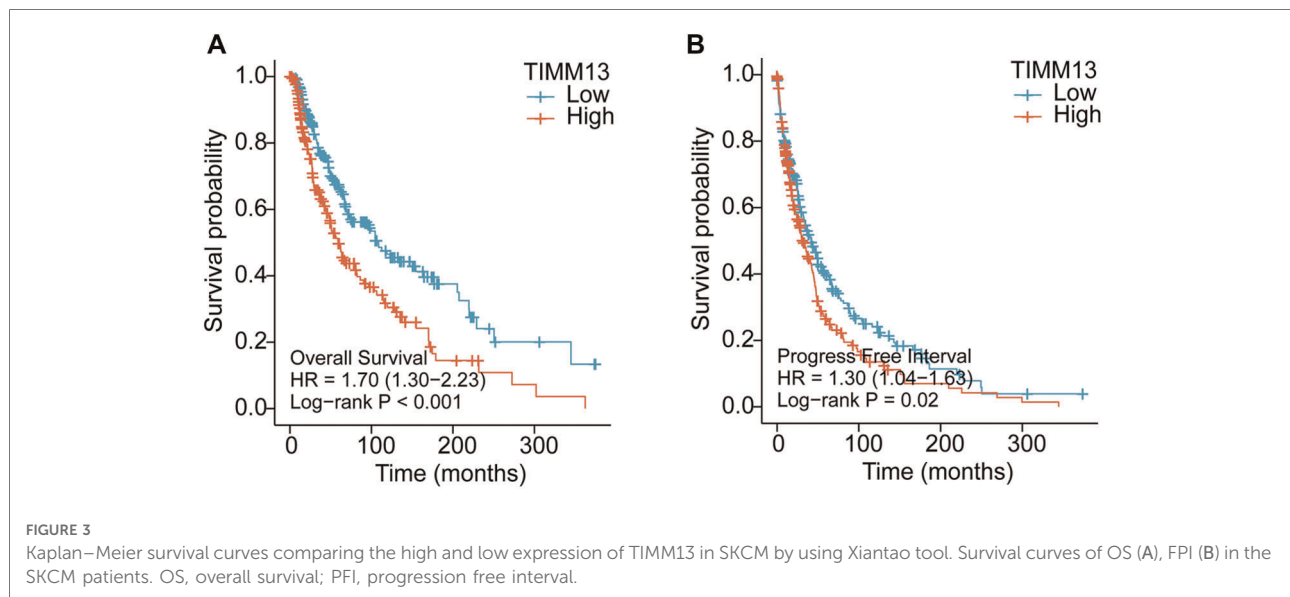 A
TIMM13
Low
High
Survival probability
1.0
0.8
0.6
0.4
0.2
0.0
Overall Survival
HR = 1.70 (1.30−2.23)
Log−rank P < 0.001
0 100 200 300
Time (months)
B
TIMM13
Low
High
Survival probability
1.0
0.8
0.6
0.4
0.2
0.0
Progress Free Interval
HR = 1.30 (1.04−1.63)
Log−rank P = 0.02
0 100 200 300
Time (months)
FIGURE 3
Kaplan–Meier survival curves comparing the high and low expression of TIMM13 in SKCM by using Xiantao tool. Survival curves of OS (A), FPI (B) in the
SKCM patients. OS, overall survival; PFI, progression free interval.